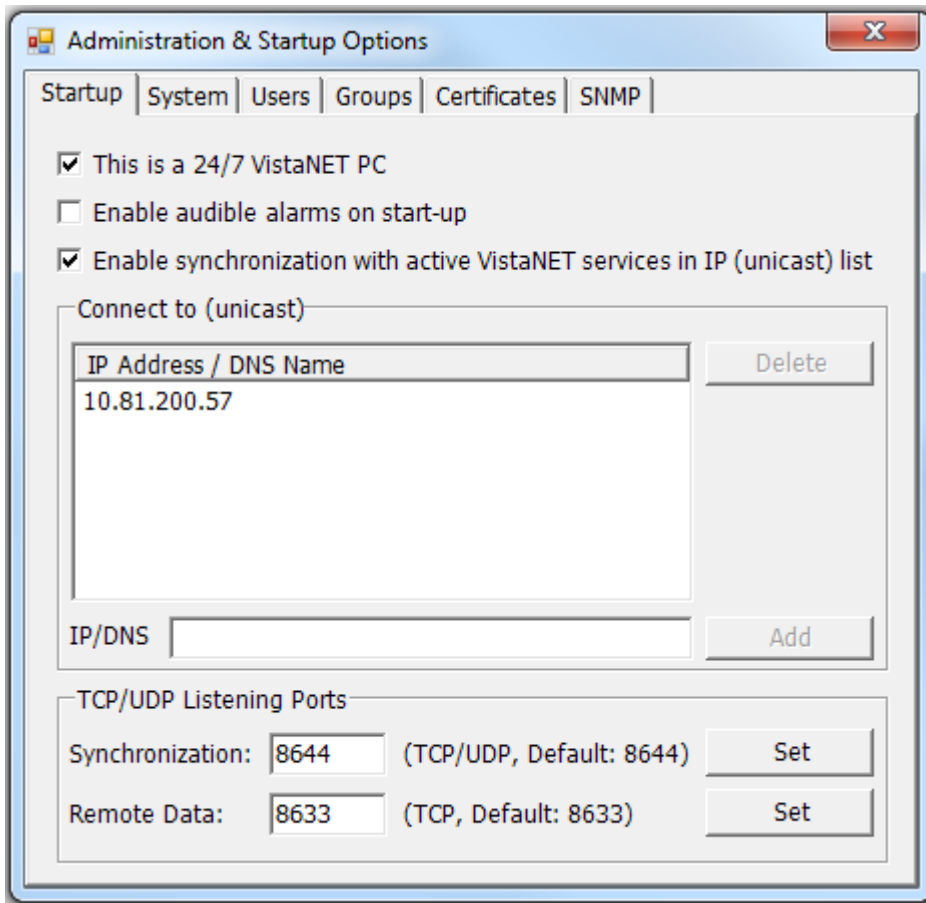 Administration & Startup Options
Startup System Users Groups Certificates SNMP
This is a 24/7 VistaNET PC
Enable audible alarms on start-up
Enable synchronization with active VistaNET services in IP (unicast) list
Connect to (unicast)
IP Address / DNS Name Delete
10.81.200.57
IP/DNS Add
TCP/UDP Listening Ports
Synchronization: 8644 (TCP/UDP, Default: 8644) Set
Remote Data: 8633 (TCP, Default: 8633) Set